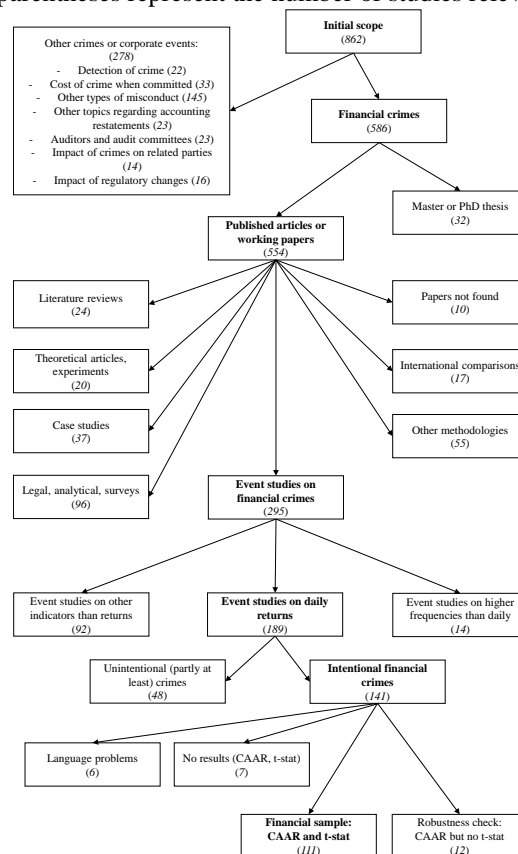 parentheses represent the number of studies relev
Initial scope
(862)
Other crimes or corporate events:
(278)
- Detection of crime (22)
- Cost of crime when committed (33)
- Other types of misconduct (145)
- Other topics regarding accounting
restatements (23)
- Auditors and audit committees (23)
- Impact of crimes on related parties
(14)
- Impact of regulatory changes (16)
Financial crimes
(586)
Master or PhD thesis
(32)
Published articles or
working papers
(554)
Literature reviews
(24)
Papers not found
(10)
Theoretical articles,
experiments
(20)
International comparisons
(17)
Case studies
(37)
Other methodologies
(55)
Legal, analytical, surveys
(96)
Event studies on
financial crimes
(295)
Event studies on other
indicators than returns
(92)
Event studies on daily
returns
(189)
Event studies on higher
frequencies than daily
(14)
Unintentional (partly at
least) crimes
(48)
Intentional financial
crimes
(141)
Language problems
(6)
No results (CAAR, t-stat)
(7)
Financial sample:
CAAR and t-stat
(111)
Robustness check:
CAAR but no t-stat
(12)